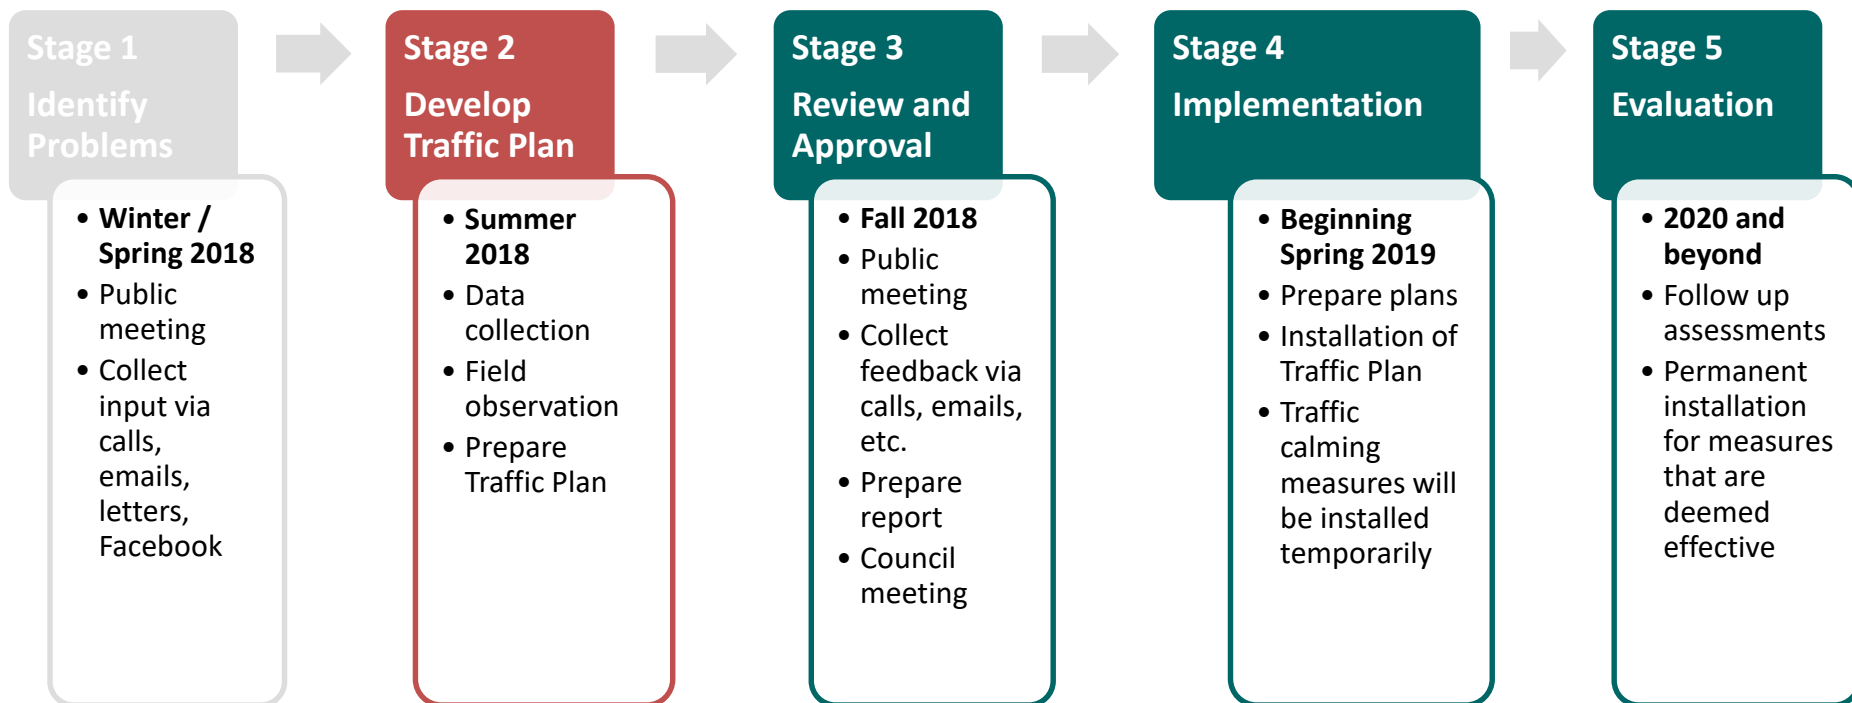 Stage 1
Identify
Problems
• Winter /
Spring 2018
• Public
meeting
• Collect
input via
calls,
emails,
letters,
Facebook
Stage 2
Develop
Traffic Plan
• Summer
2018
• Data
collection
• Field
observation
• Prepare
Traffic Plan
Stage 3
Review and
Approval
• Fall 2018
• Public
meeting
• Collect
feedback via
calls, emails,
etc.
• Prepare
report
• Council
meeting
Stage 4
Implementation
• Beginning
Spring 2019
• Prepare plans
• Installation of
Traffic Plan
• Traffic
calming
measures will
be installed
temporarily
Stage 5
Evaluation
• 2020 and
beyond
• Follow up
assessments
• Permanent
installation
for measures
that are
deemed
effective